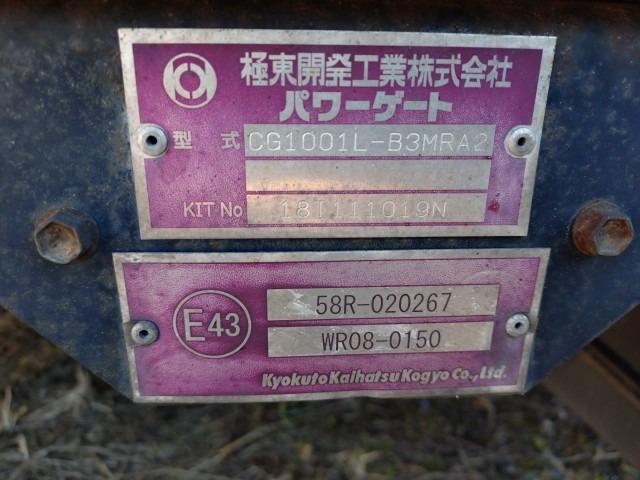 極東開発工業株式会社
パワーゲート
型 式 CG1001L-B3MRA2
KIT No 18T111019N
E43
58R-020267
WR08-0150
Kyokuto Kaihatsu Kogyo Co., Ltd.